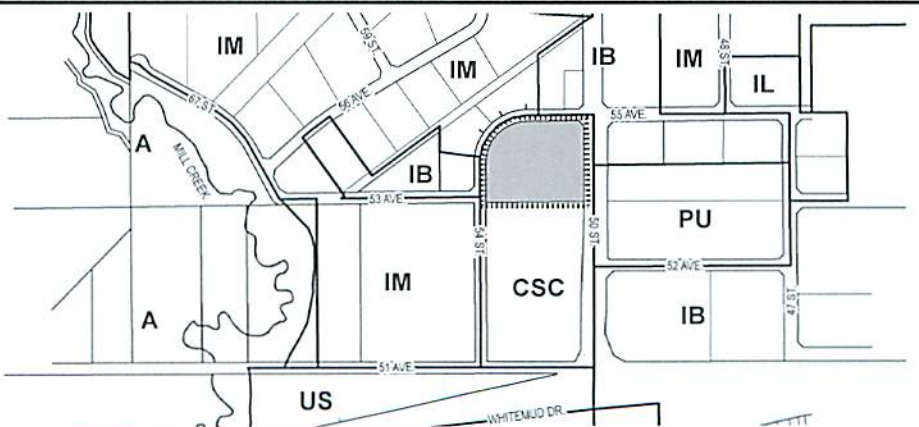 IM
59 ST.
IM
IB
IM
48 ST.
IL
67 ST
56 AVE
55 AVE.
A
MILL CREEK
IB
53 AVE
54 ST.
50 ST.
PU
52 AVE.
IM
CSC
IB
47 ST.
A
51 AVE.
US
WHITEMUD DR.